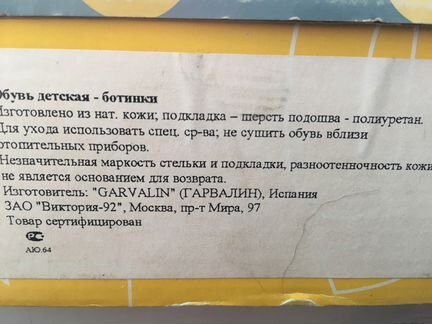 Обувь детская - ботинки
Изготовлено из нат. кожи; подкладка – шерсть подошва - полиуретан.
Для ухода использовать спец. ср-ва; не сушить обувь вблизи
отопительных приборов.
Незначительная маркость стельки и подкладки, разнооттеночность кожи
не является основанием для возврата.
Изготовитель: "GARVALIN" (ГАРВАЛИН), Испания
ЗАО "Виктория-92", Москва, пр-т Мира, 97
Товар сертифицирован
АЮ.64